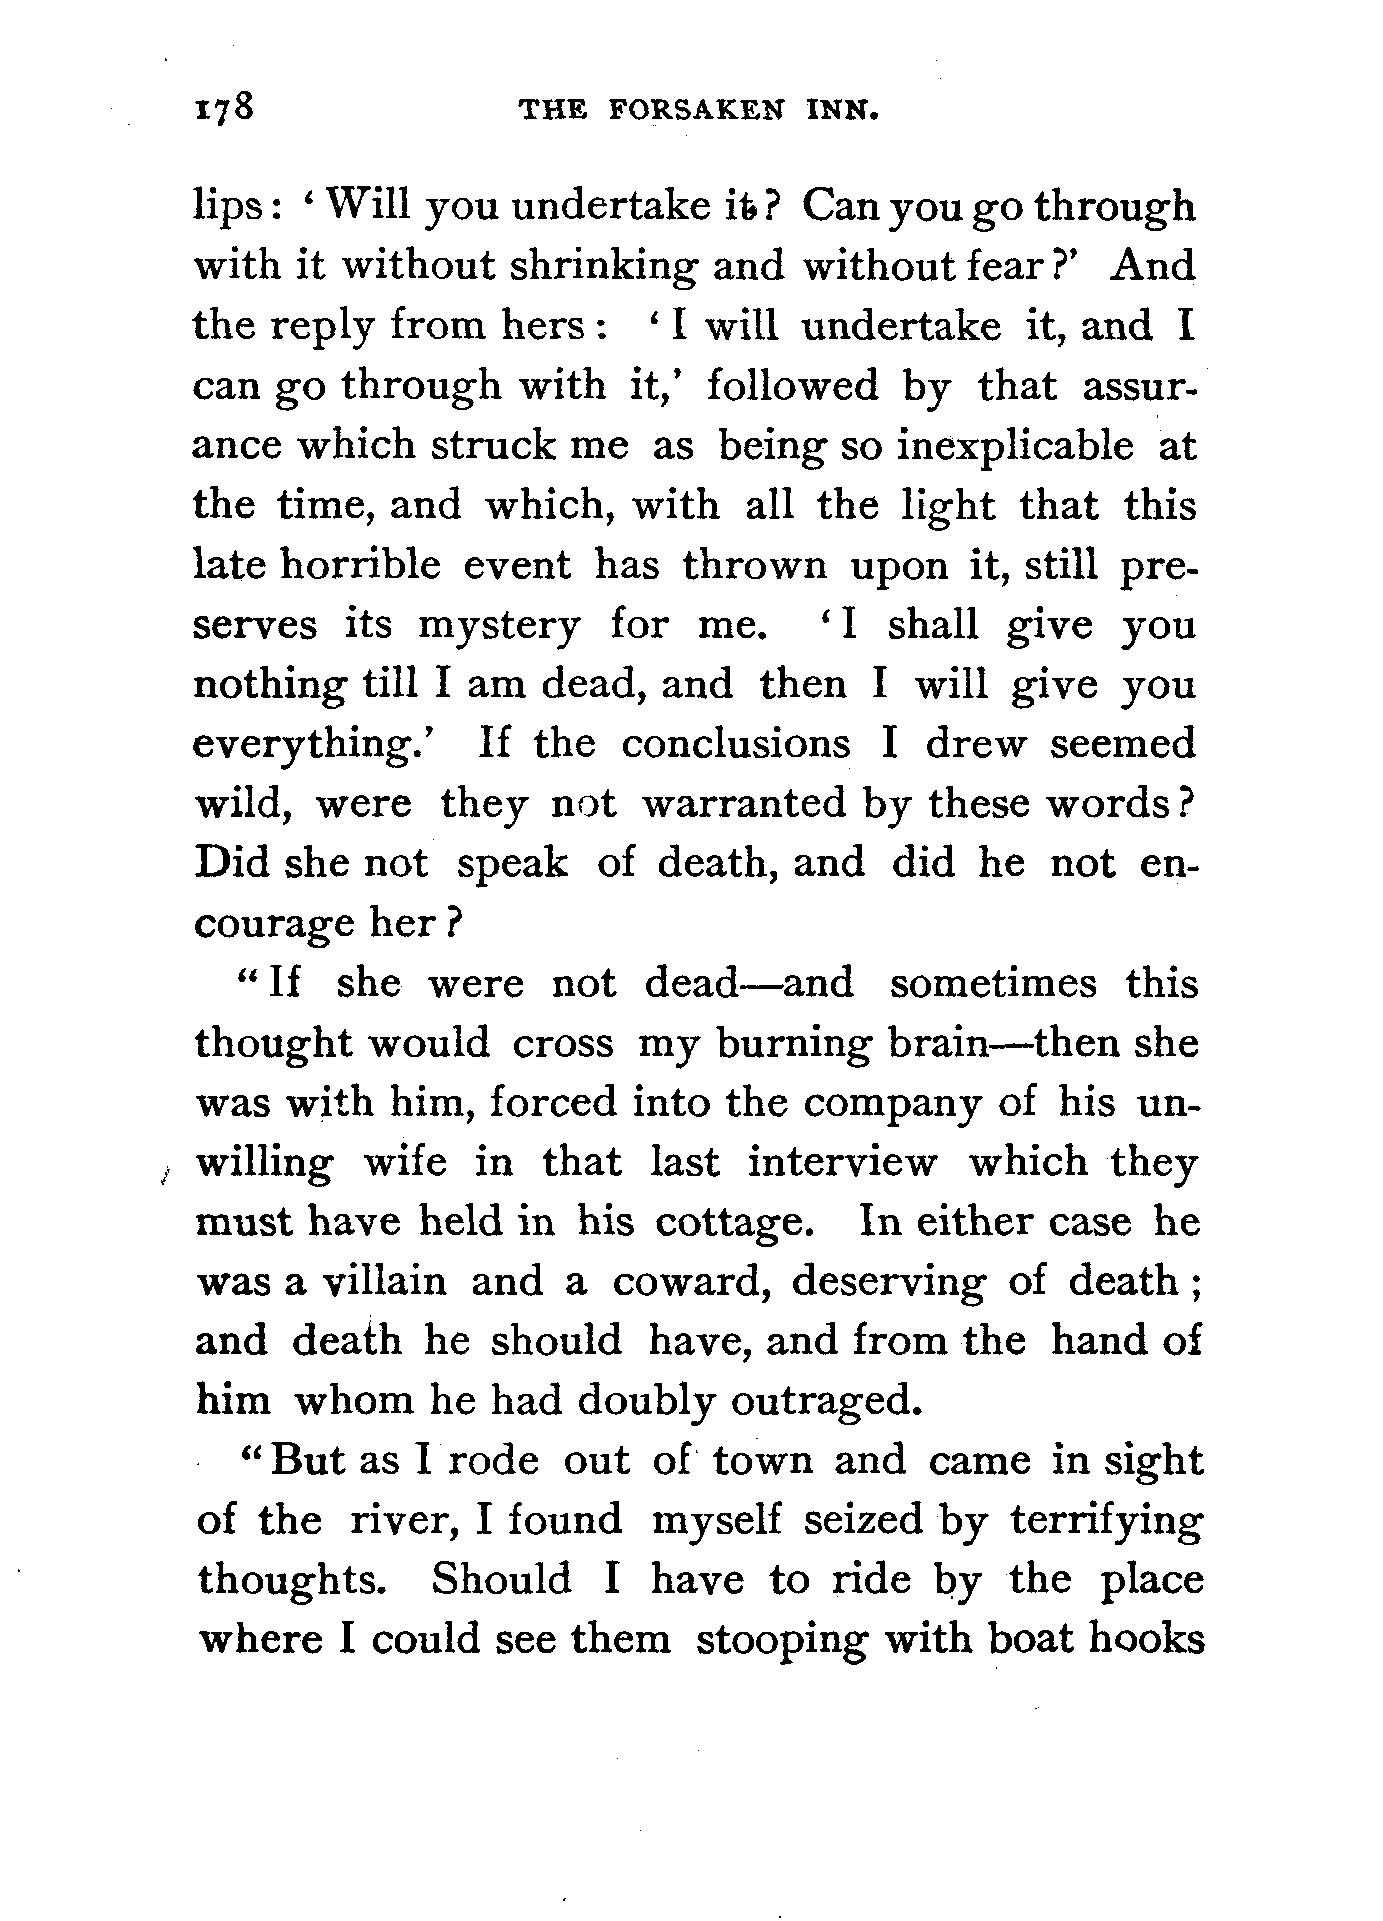 178 THE FORSAKEN INN.
lips: ‘Will you undertake it? Can you go through
with it without shrinking and without fear?’ And
the reply from hers: ‘I will undertake it, and I
can go through with it,’ followed by that assur-
ance which struck me as being so inexplicable at
the time, and which, with all the light that this
late horrible event has thrown upon it, still pre-
serves its mystery for me. ‘I shall give you
nothing till I am dead, and then I will give you
everything.’ If the conclusions I drew seemed
wild, were they not warranted by these words?
Did she not speak of death, and did he not en-
courage her?
“If she were not dead—and sometimes this
thought would cross my burning brain—then she
was with him, forced into the company of his un-
willing wife in that last interview which they
must have held in his cottage. In either case he
was a villain and a coward, deserving of death;
and death he should have, and from the hand of
him whom he had doubly outraged.
“But as I rode out of town and came in sight
of the river, I found myself seized by terrifying
thoughts. Should I have to ride by the place
where I could see them stooping with boat hooks